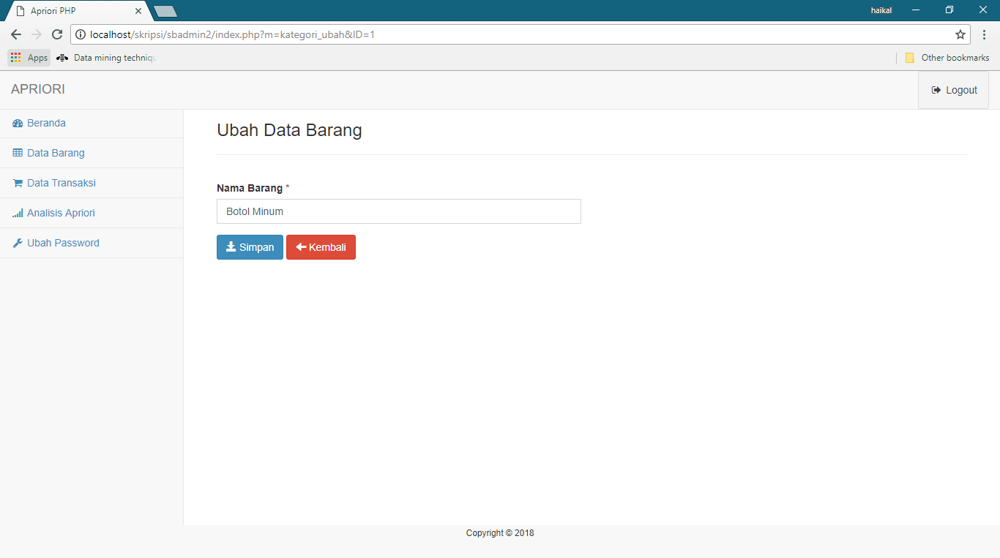 Apriori PHP
haikal
localhost/skripsi/sbadmin2/index.php?m=kategori_ubah&ID=1
Apps
Data mining techniqu
Other bookmarks
APRIORI
Logout
Beranda
Data Barang
Data Transaksi
Analisis Apriori
Ubah Password
Ubah Data Barang
Nama Barang *
Botol Minum
Simpan
Kembali
Copyright © 2018